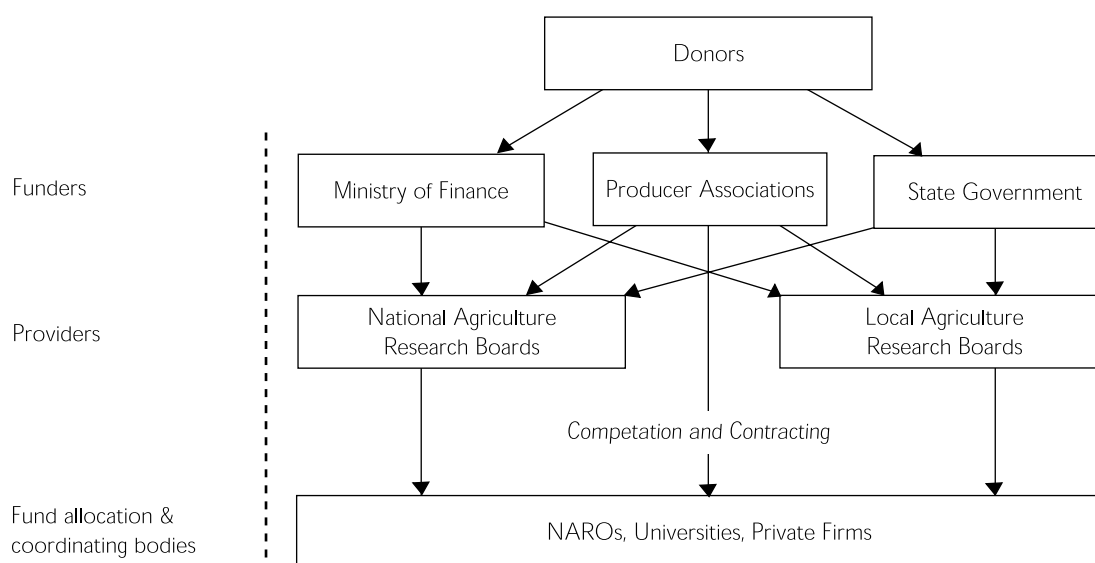 Donors
Funders
Ministry of Finance
Producer Associations
State Government
Providers
National Agriculture
Research Boards
Local Agriculture
Research Boards
Competation and Contracting
Fund allocation &
coordinating bodies
NAROs, Universities, Private Firms